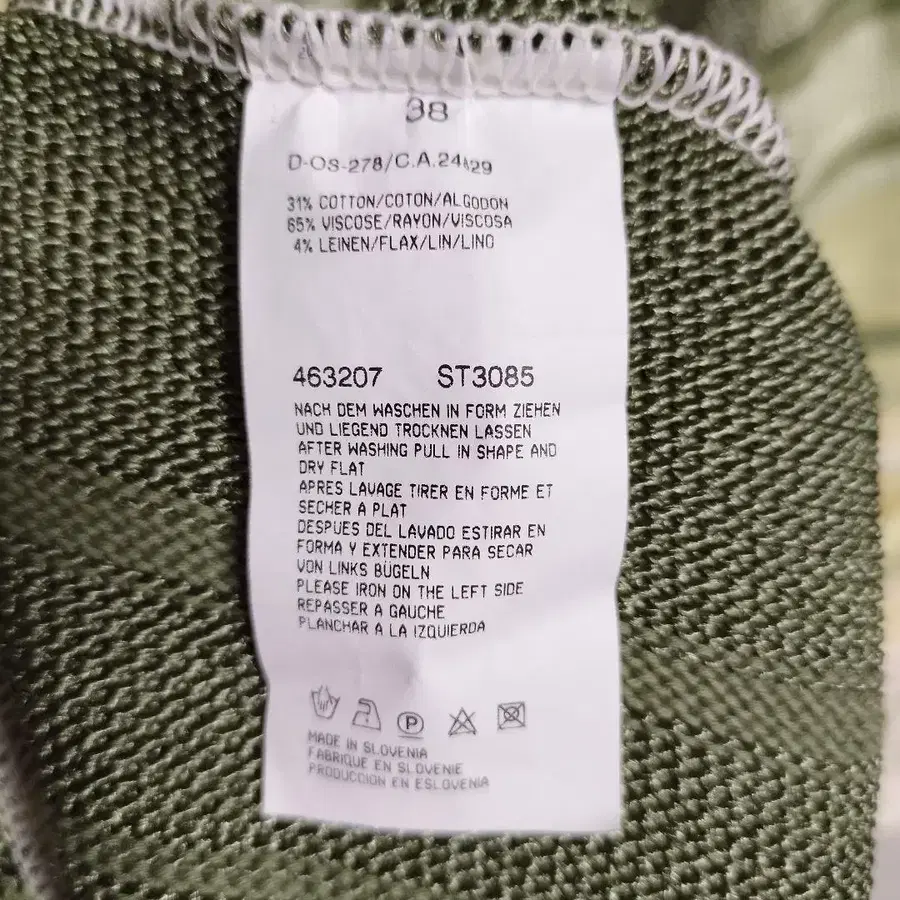 38
D-OS-278/C.A.24429
31% COTTON/COTON/ALGODON
65% VISCOSE/RAYON/VISCOSA
4% LEINEN/FLAX/LIN/LINO
463207 ST3085
NACH DEM WASCHEN IN FORM ZIEHEN
UND LIEGEND TROCKNEN LASSEN
AFTER WASHING PULL IN SHAPE AND
DRY FLAT
APRES LAVAGE TIRER EN FORME ET
SECHER A PLAT
DESPUES DEL LAVADO ESTIRAR EN
FORMA Y EXTENDER PARA SECAR
VON LINKS BÜGELN
PLEASE IRON ON THE LEFT SIDE
REPASSER A GAUCHE
PLANCHAR A LA IZQUIERDA
P
MADE IN SLOVENIA
FABRIQUE EN SLOVENIE
PRODUCCION EN ESLOVENIA